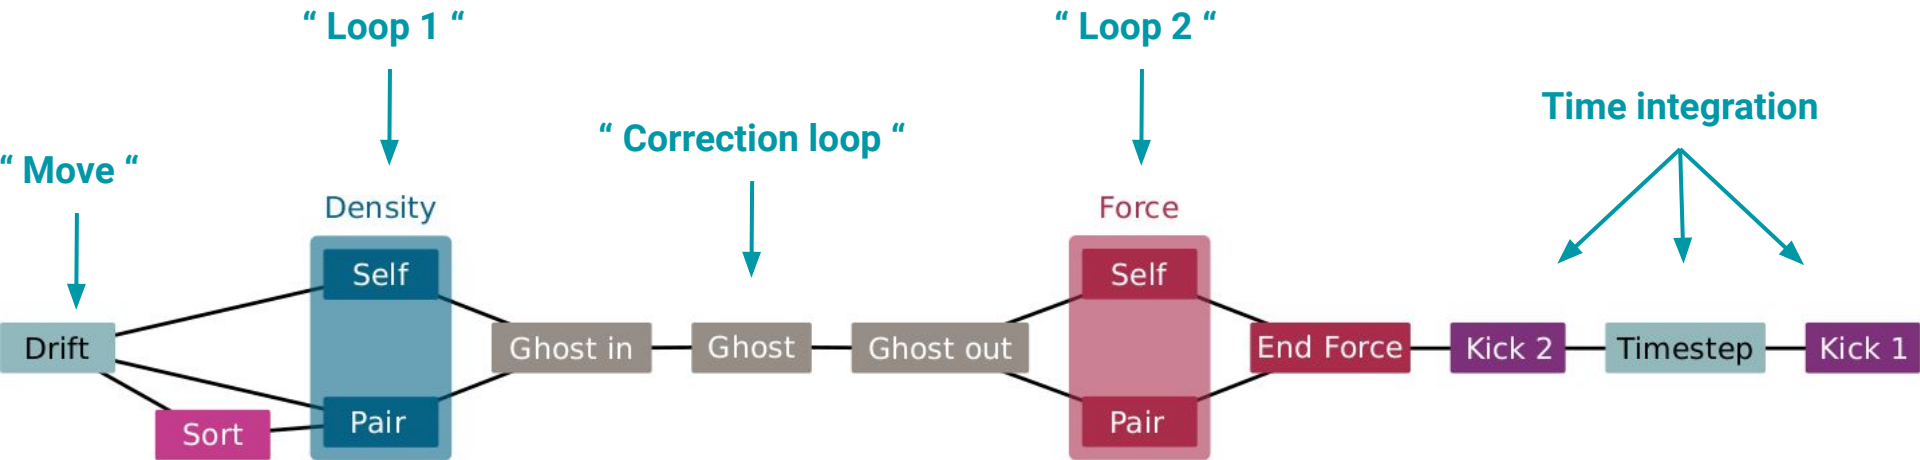 “ Loop 1 “
“ Loop 2 “
Time integration
“ Correction loop “
“ Move “
Density
Force
Self
Self
Drift
Ghost in
Ghost
Ghost out
End Force
Kick 2
Timestep
Kick 1
Sort
Pair
Pair